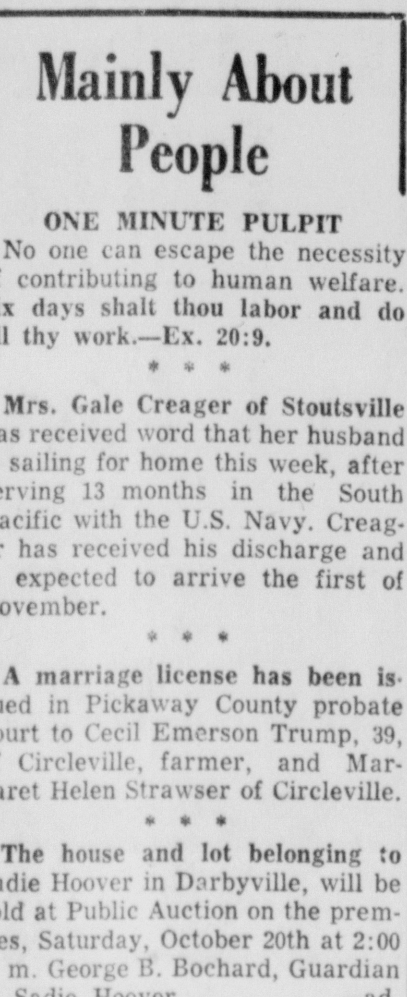 Mainly About
People
ONE MINUTE PULPIT
No one can escape the necessity
contributing to human welfare.
x days shalt thou labor and do
l thy work.—Ex. 20:9.
* * *
Mrs. Gale Creager of Stoutsville
as received word that her husband
sailing for home this week, after
erving 13 months in the South
acific with the U.S. Navy. Creag-
r has received his discharge and
expected to arrive the first of
ovember.
* * *
A marriage license has been is-
ued in Pickaway County probate
ourt to Cecil Emerson Trump, 39,
Circleville, farmer, and Mar-
aret Helen Strawser of Circleville.
* * *
The house and lot belonging to
adie Hoover in Darbyville, will be
old at Public Auction on the prem-
es, Saturday, October 20th at 2:00
m. George B. Bochard, Guardian
Sadie Hoover. ad.